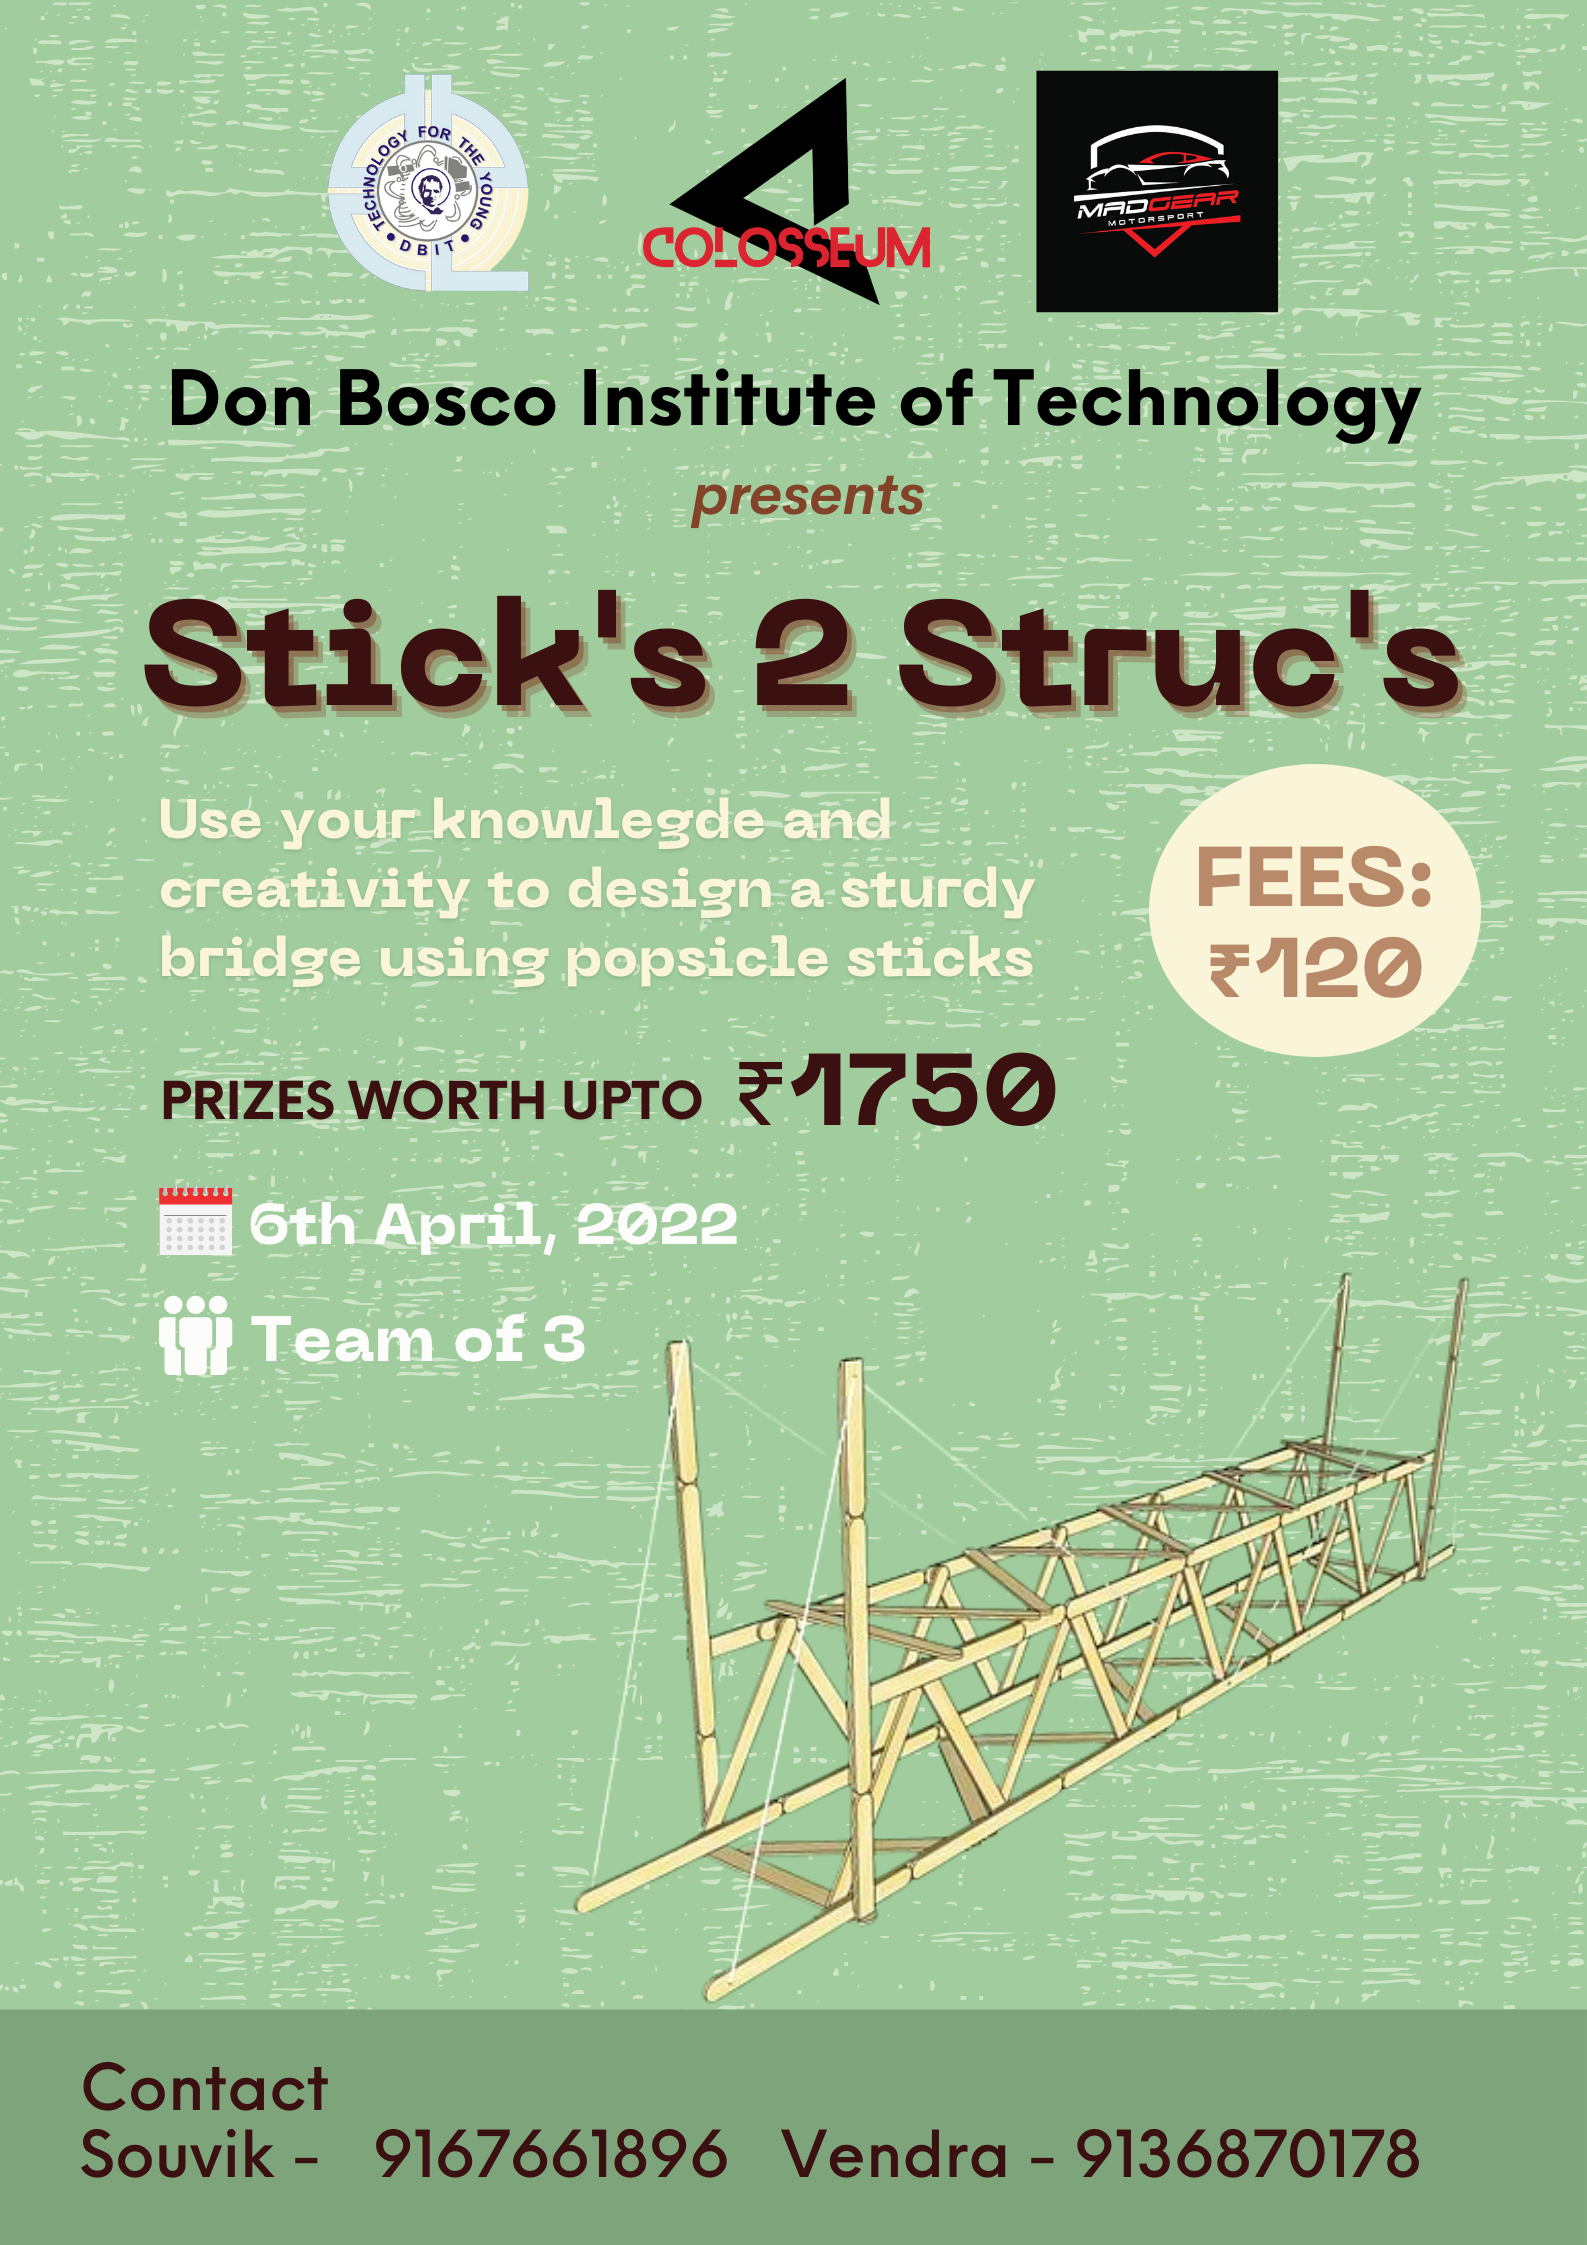 TECHNOLOGY FOR THE YOUNG
• DBIT •
COLOSSEUM
MADGEAR
MOTORSPORT
Don Bosco Institute of Technology
presents
Stick's 2 Struc's
Use your knowlegde and
creativity to design a sturdy
bridge using popsicle sticks
FEES:
₹120
PRIZES WORTH UPTO ₹1750
6th April, 2022
Team of 3
Contact
Souvik - 9167661896 Vendra - 9136870178